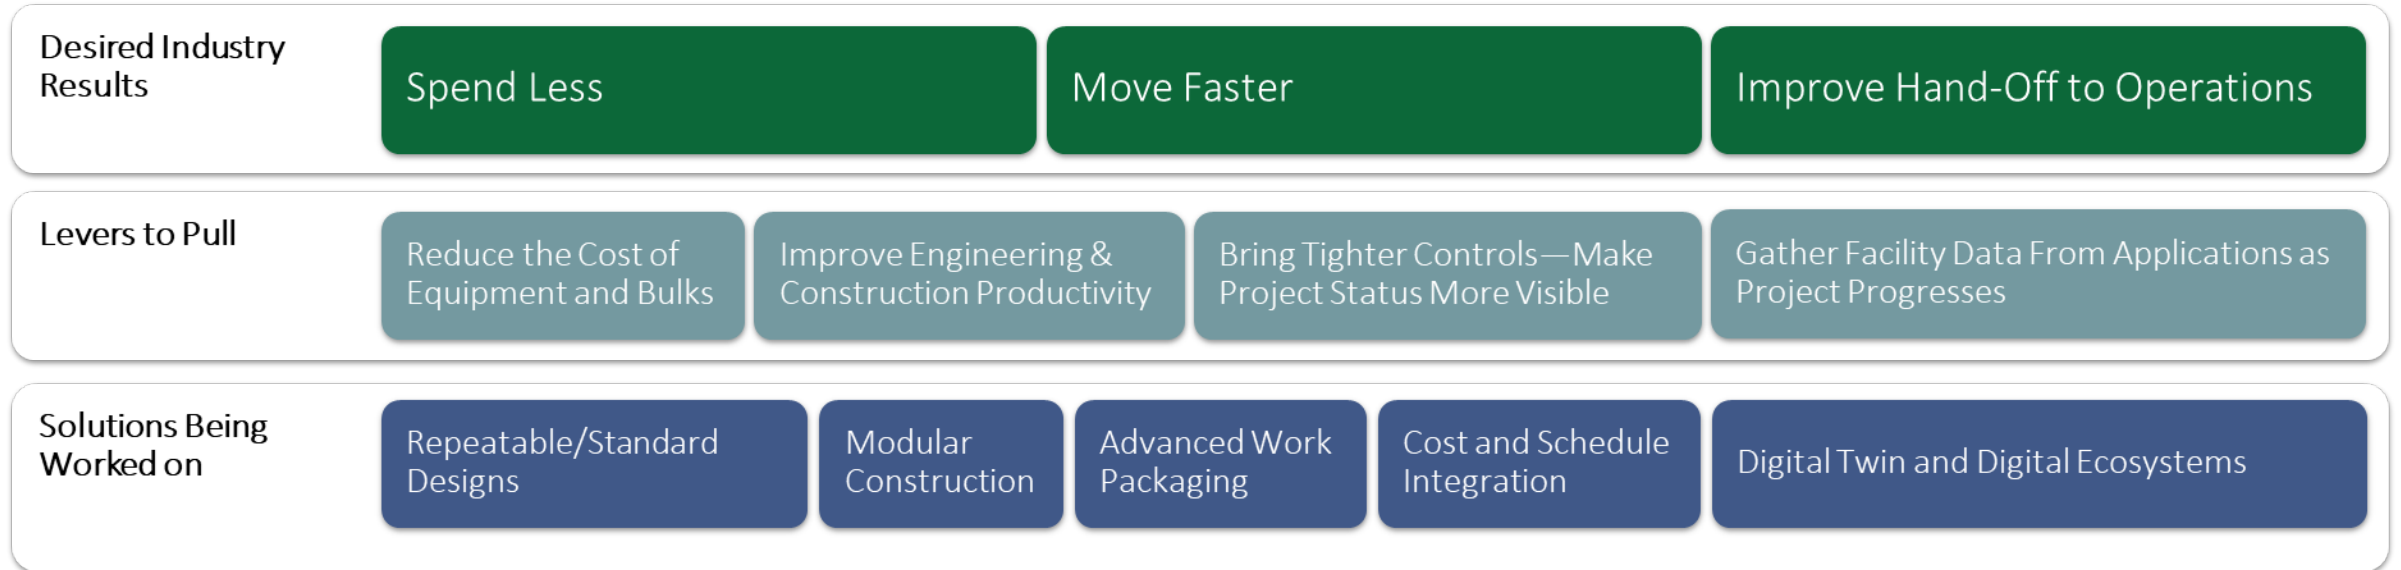 Desired Industry
Results
Spend Less
Move Faster
Improve Hand-Off to Operations
Levers to Pull
Reduce the Cost of
Equipment and Bulks
Improve Engineering &
Construction Productivity
Bring Tighter Controls—Make
Project Status More Visible
Gather Facility Data From Applications as
Project Progresses
Solutions Being
Worked on
Repeatable/Standard
Designs
Modular
Construction
Advanced Work
Packaging
Cost and Schedule
Integration
Digital Twin and Digital Ecosystems